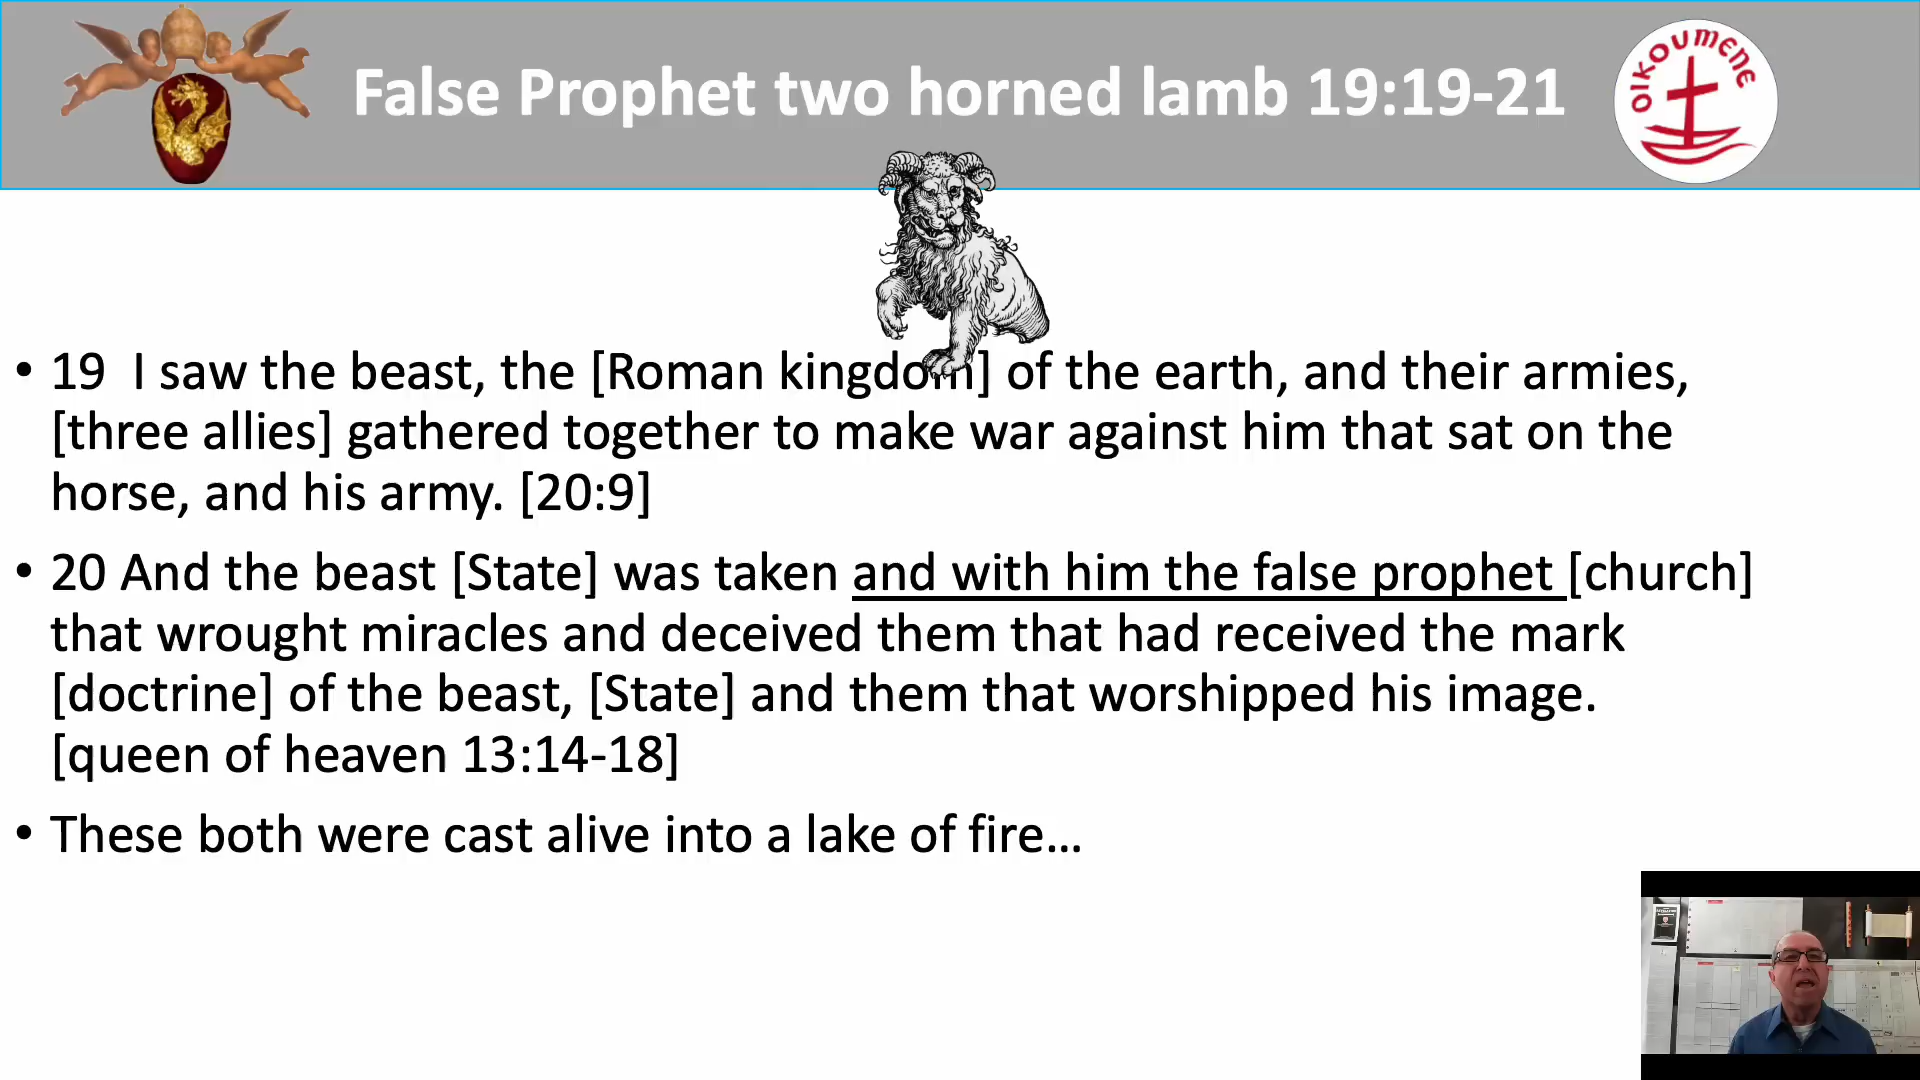 False Prophet two horned lamb 19:19-21
OIKOUMENE
• 19 I saw the beast, the [Roman kingdom] of the earth, and their armies,
[three allies] gathered together to make war against him that sat on the
horse, and his army. [20:9]
• 20 And the beast [State] was taken and with him the false prophet [church]
that wrought miracles and deceived them that had received the mark
[doctrine] of the beast, [State] and them that worshipped his image.
[queen of heaven 13:14-18]
• These both were cast alive into a lake of fire…